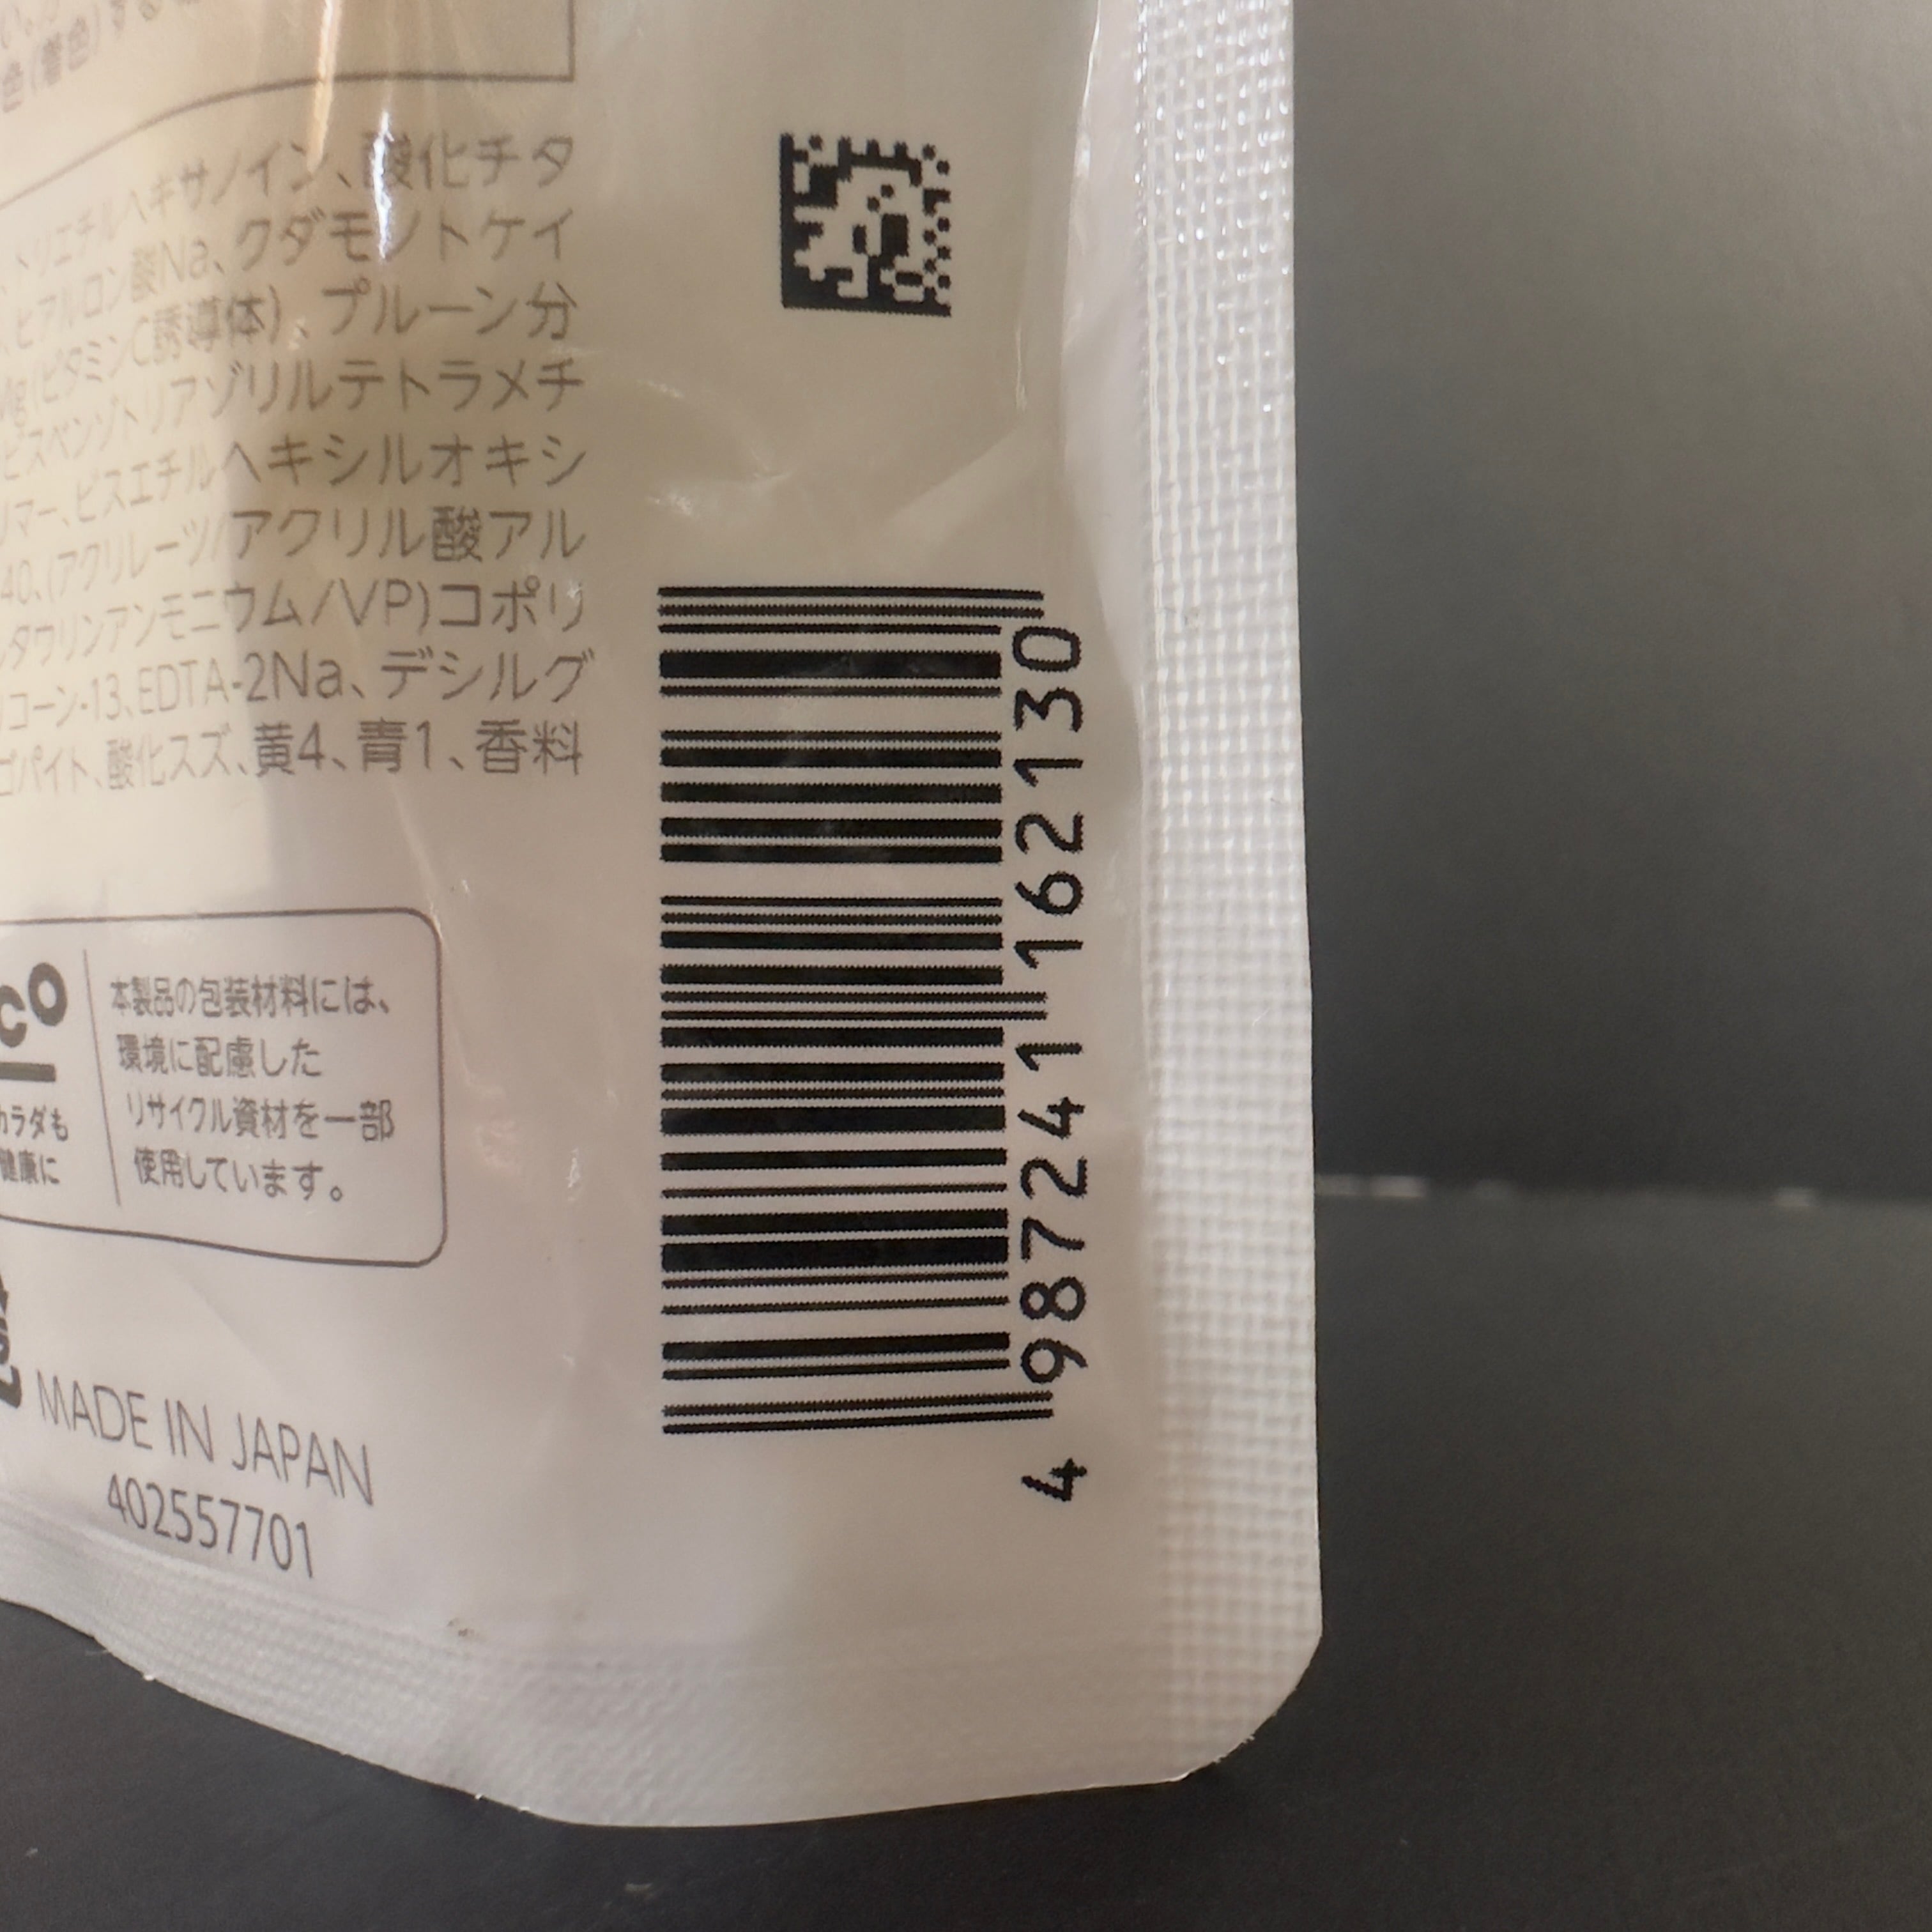 色(着色)する
、トリエチルヘキサノイン、酸化チタ
、ヒアルロン酸Na、クダモノトケイ
Mg(ビタミンC誘導体)、プルーン分
ビスベンゾトリアゾリルテトラメチ
リマー、ビスエチルヘキシルオキシ
40、(アクリレーツ/アクリル酸アル
ルタウリンアンモニウム/VP)コポリ
リコーン-13、EDTA-2Na、デシルグ
ゴパイト、酸化スズ、黄4、青1、香料
co
カラダも
健康に
本製品の包装材料には、
環境に配慮した
リサイクル資材を一部
使用しています。
MADE IN JAPAN
402557701
4 987241 162130